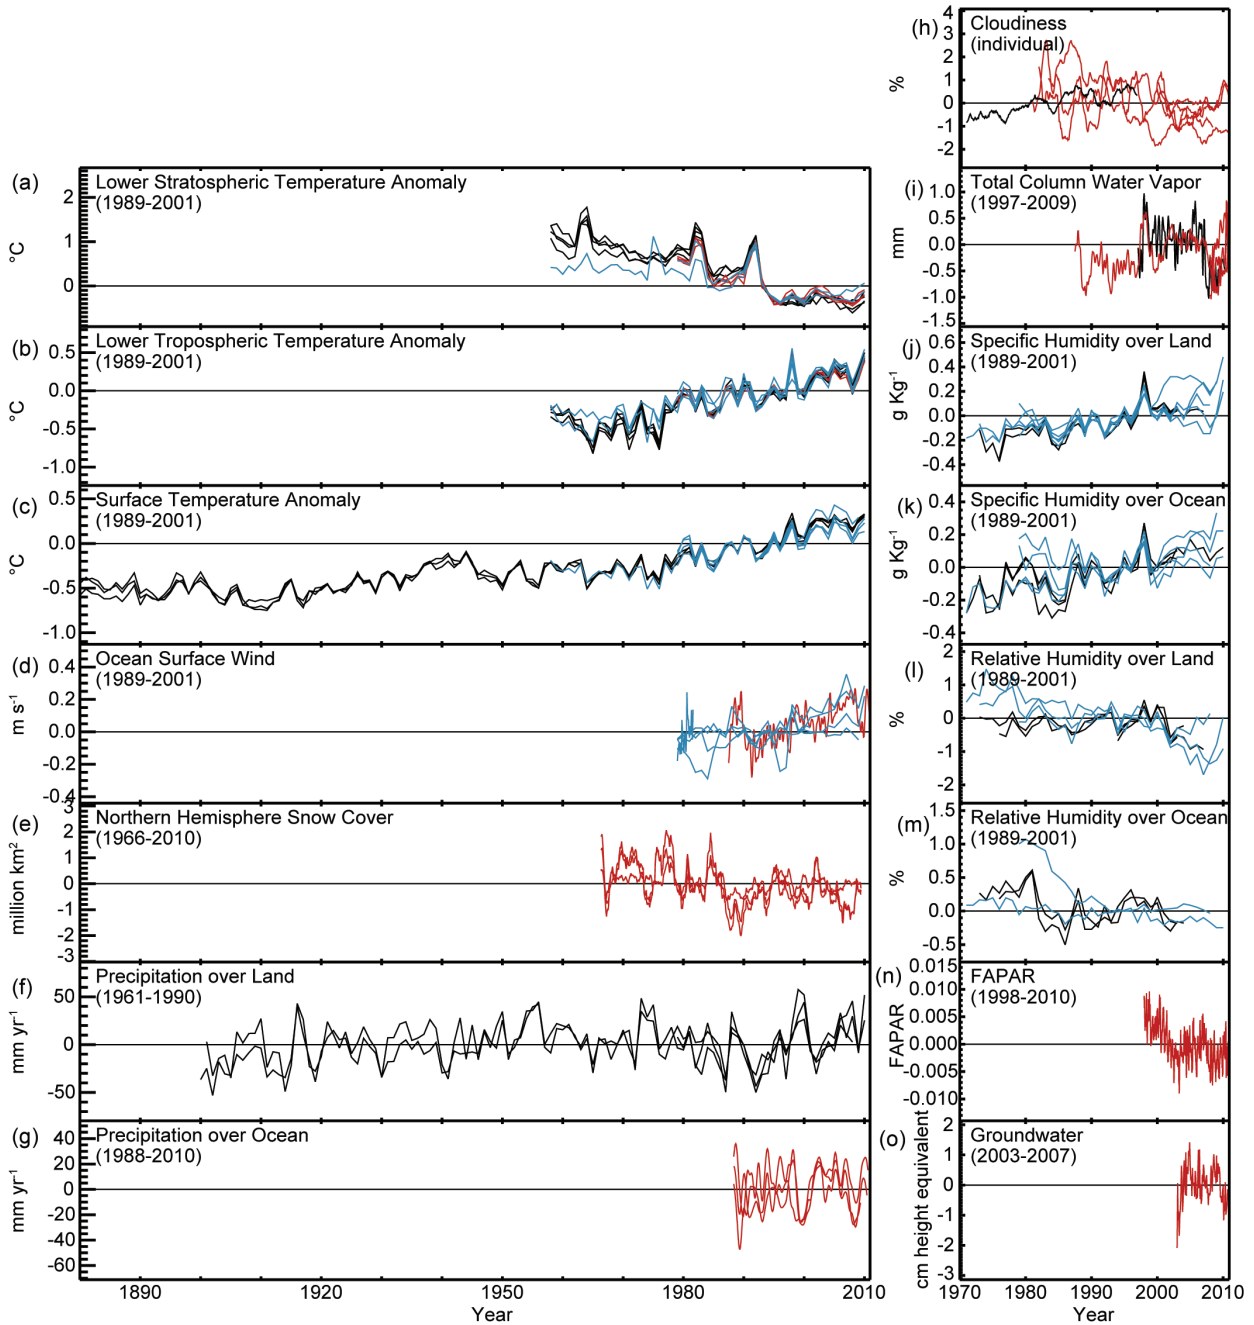 (a)
Lower Stratospheric Temperature Anomaly
(1989-2001)
°C
2
1
0
(b)
Lower Tropospheric Temperature Anomaly
(1989-2001)
°C
0.5
0.0
-0.5
-1.0
(c)
Surface Temperature Anomaly
(1989-2001)
°C
0.5
0.0
-0.5
-1.0
(d)
Ocean Surface Wind
(1989-2001)
m s⁻¹
0.4
0.2
0.0
-0.2
-0.4
(e)
Northern Hemisphere Snow Cover
(1966-2010)
million km²
3
2
1
0
-1
-2
-3
(f)
Precipitation over Land
(1961-1990)
mm yr⁻¹
50
0
-50
(g)
Precipitation over Ocean
(1988-2010)
mm yr⁻¹
40
20
0
-20
-40
-60
1890
1920
1950
1980
2010
Year
(h)
Cloudiness
(individual)
%
4
3
2
1
0
-1
-2
(i)
Total Column Water Vapor
(1997-2009)
mm
1.0
0.5
0.0
-0.5
-1.0
-1.5
(j)
Specific Humidity over Land
(1989-2001)
g Kg⁻¹
0.6
0.4
0.2
0.0
-0.2
-0.4
(k)
Specific Humidity over Ocean
(1989-2001)
g Kg⁻¹
0.4
0.2
0.0
-0.2
-0.4
(l)
Relative Humidity over Land
(1989-2001)
%
2
1
0
-1
-2
(m)
Relative Humidity over Ocean
(1989-2001)
%
1.5
1.0
0.5
0.0
-0.5
(n)
FAPAR
(1998-2010)
FAPAR
0.015
0.010
0.005
0.000
-0.005
-0.010
(o)
Groundwater
(2003-2007)
cm height equivalent
2
1
0
-1
-2
-3
1970
1980
1990
2000
2010
Year